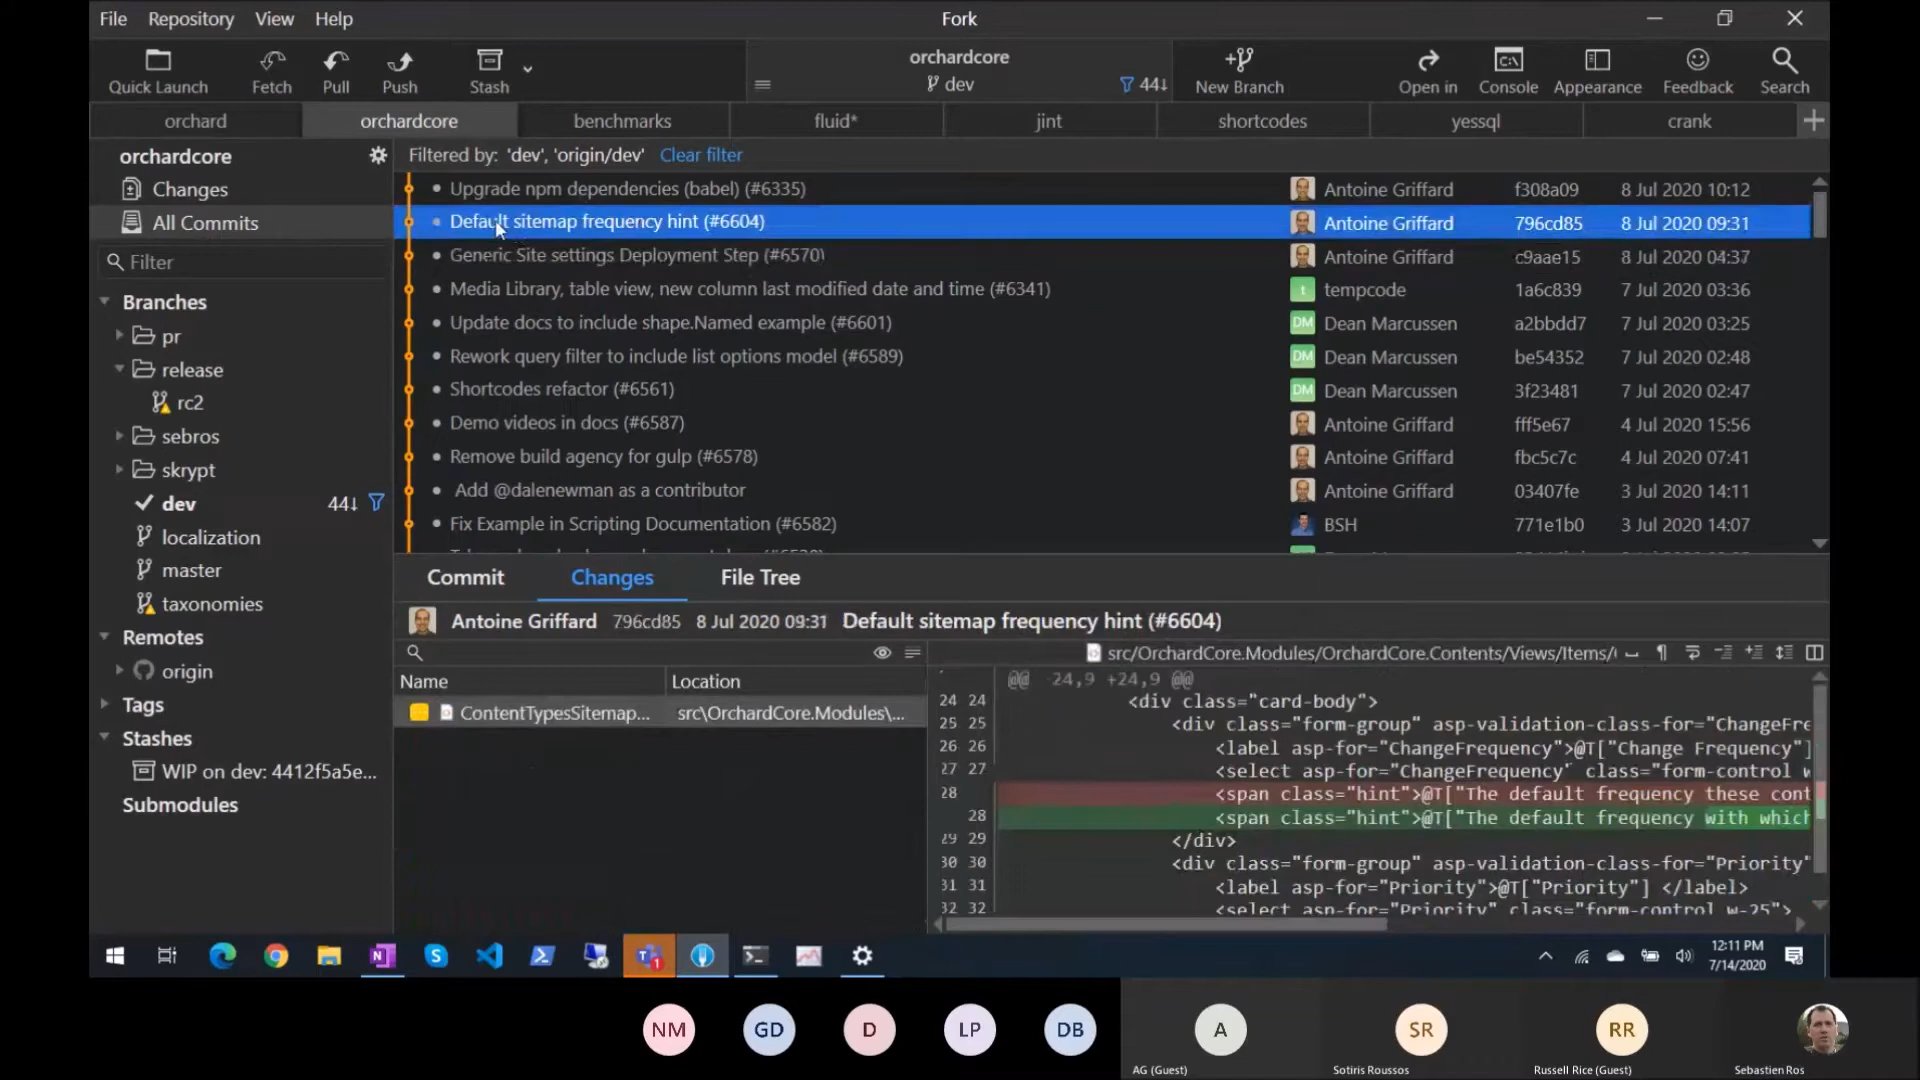 File Repository View Help Fork
Quick Launch Fetch Pull Push Stash orchardcore New Branch Open in Console Appearance Feedback Search
dev 44↓
orchard orchardcore benchmarks fluid* jint shortcodes yessql crank
orchardcore
Changes
All Commits
Filter
Branches
pr
release
rc2
sebros
skrypt
dev 44↓
localization
master
taxonomies
Remotes
origin
Tags
Stashes
WIP on dev: 4412f5a5e...
Submodules
Filtered by: 'dev', 'origin/dev' Clear filter
Upgrade npm dependencies (babel) (#6335) Antoine Griffard f308a09 8 Jul 2020 10:12
Default sitemap frequency hint (#6604) Antoine Griffard 796cd85 8 Jul 2020 09:31
Generic Site settings Deployment Step (#6570) Antoine Griffard c9aae15 8 Jul 2020 04:37
Media Library, table view, new column last modified date and time (#6341) t tempcode 1a6c839 7 Jul 2020 03:36
Update docs to include shape.Named example (#6601) DM Dean Marcussen a2bbdd7 7 Jul 2020 03:25
Rework query filter to include list options model (#6589) DM Dean Marcussen be54352 7 Jul 2020 02:48
Shortcodes refactor (#6561) DM Dean Marcussen 3f23481 7 Jul 2020 02:47
Demo videos in docs (#6587) Antoine Griffard fff5e67 4 Jul 2020 15:56
Remove build agency for gulp (#6578) Antoine Griffard fbc5c7c 4 Jul 2020 07:41
Add @dalenewman as a contributor Antoine Griffard 03407fe 3 Jul 2020 14:11
Fix Example in Scripting Documentation (#6582) BSH 771e1b0 3 Jul 2020 14:07
Commit Changes File Tree
Antoine Griffard 796cd85 8 Jul 2020 09:31 Default sitemap frequency hint (#6604)
src/OrchardCore.Modules/OrchardCore.Contents/Views/Items/
Name Location
ContentTypesSitemap... src\OrchardCore.Modules\...
@@ -24,9 +24,9 @@
24 24 <div class="card-body">
25 25 <div class="form-group" asp-validation-class-for="ChangeFre
26 26 <label asp-for="ChangeFrequency">@T["Change Frequency"]
27 27 <select asp-for="ChangeFrequency" class="form-control w
28 <span class="hint">@T["The default frequency these cont
28 <span class="hint">@T["The default frequency with which
29 29 </div>
30 30 <div class="form-group" asp-validation-class-for="Priority"
31 31 <label asp-for="Priority">@T["Priority"] </label>
32 32 <select asp-for="Priority" class="form-control w-25">
12:11 PM
7/14/2020
NM GD D LP DB A SR RR
AG (Guest) Sotiris Roussos Russell Rice (Guest) Sebastien Ros